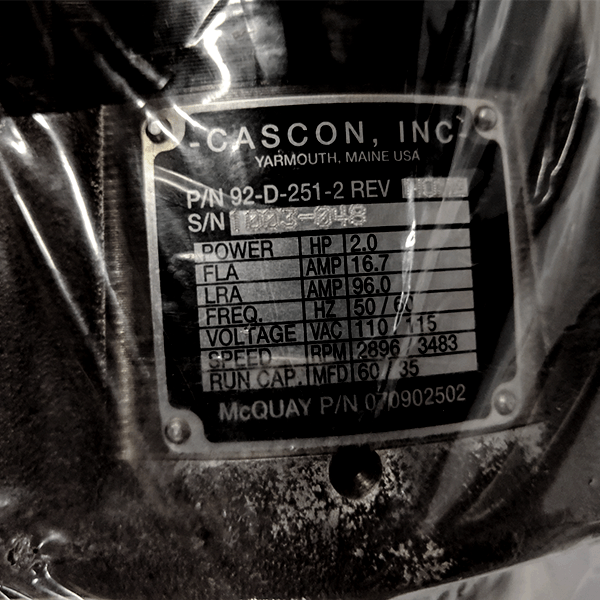 CASCON, INC.
YARMOUTH, MAINE USA
P/N 92-D-251-2 REV
S/N 1003-048
POWER HP 2.0
FLA AMP 16.7
LRA AMP 96.0
FREQ. HZ 50 / 60
VOLTAGE VAC 110 / 115
SPEED RPM 2896 / 3483
RUN CAP. MFD 60 / 35
McQUAY P/N 070902502